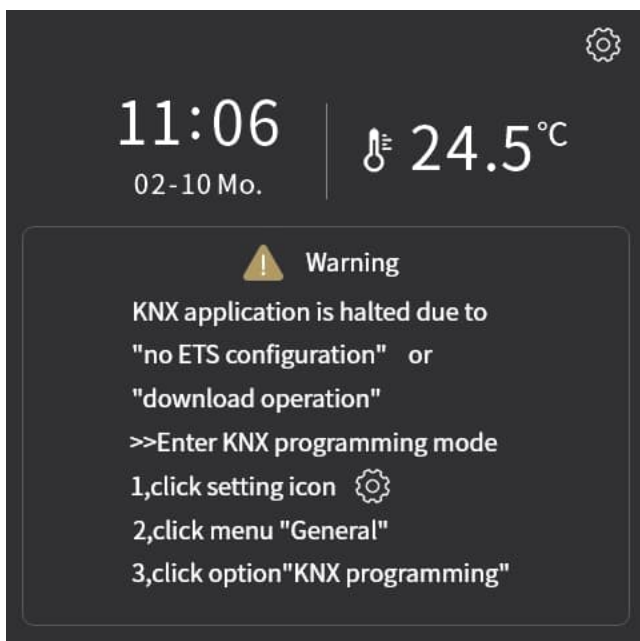 11:06
02-10 Mo.
24.5°C
Warning
KNX application is halted due to
"no ETS configuration" or
"download operation"
>>Enter KNX programming mode
1,click setting icon
2,click menu "General"
3,click option"KNX programming"